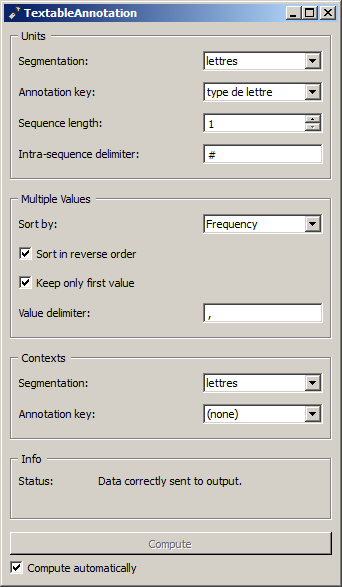 TextableAnnotation
Units
Segmentation: lettres
Annotation key: type de lettre
Sequence length: 1
Intra-sequence delimiter: #
Multiple Values
Sort by: Frequency
Sort in reverse order
Keep only first value
Value delimiter: ,
Contexts
Segmentation: lettres
Annotation key: (none)
Info
Status: Data correctly sent to output.
Compute
Compute automatically